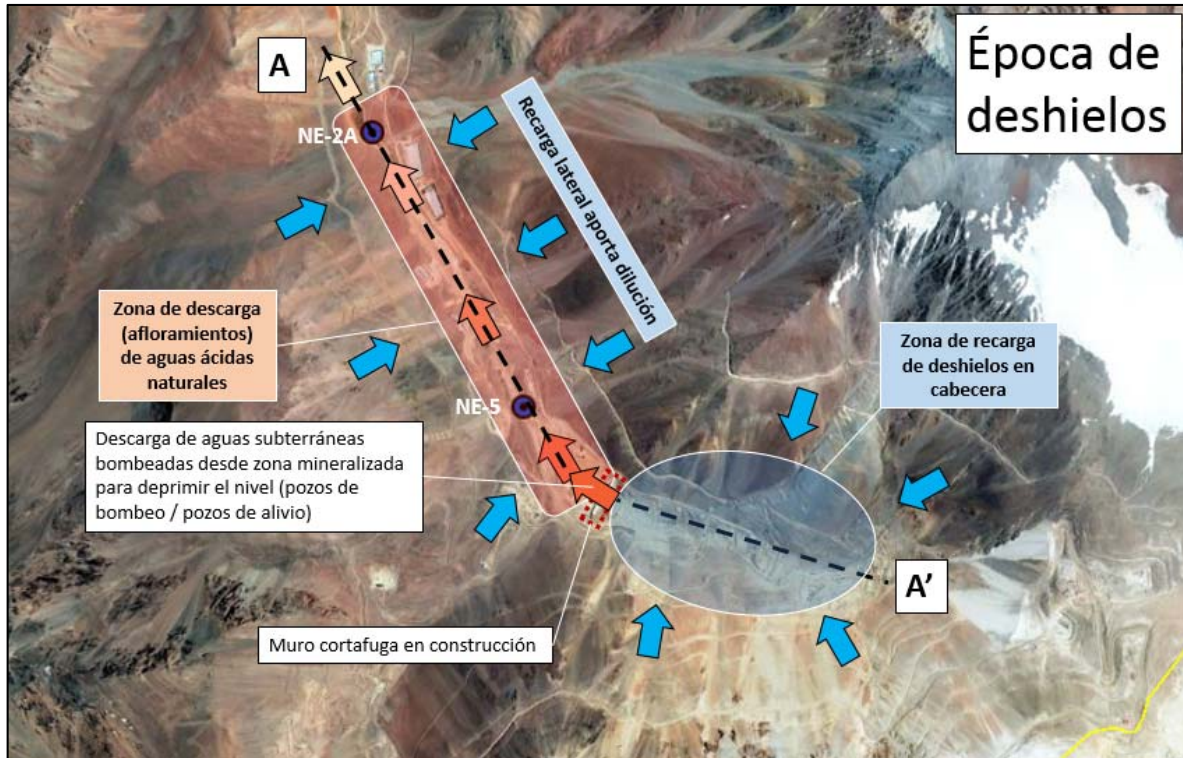 Época de
deshielos
A
NE-2A
Recarga lateral aporta dilución
Zona de descarga
(afloramientos)
de aguas ácidas
naturales
Zona de recarga
de deshielos en
cabecera
NE-5
Descarga de aguas subterráneas
bombeadas desde zona mineralizada
para deprimir el nivel (pozos de
bombeo / pozos de alivio)
A’
Muro cortafuga en construcción